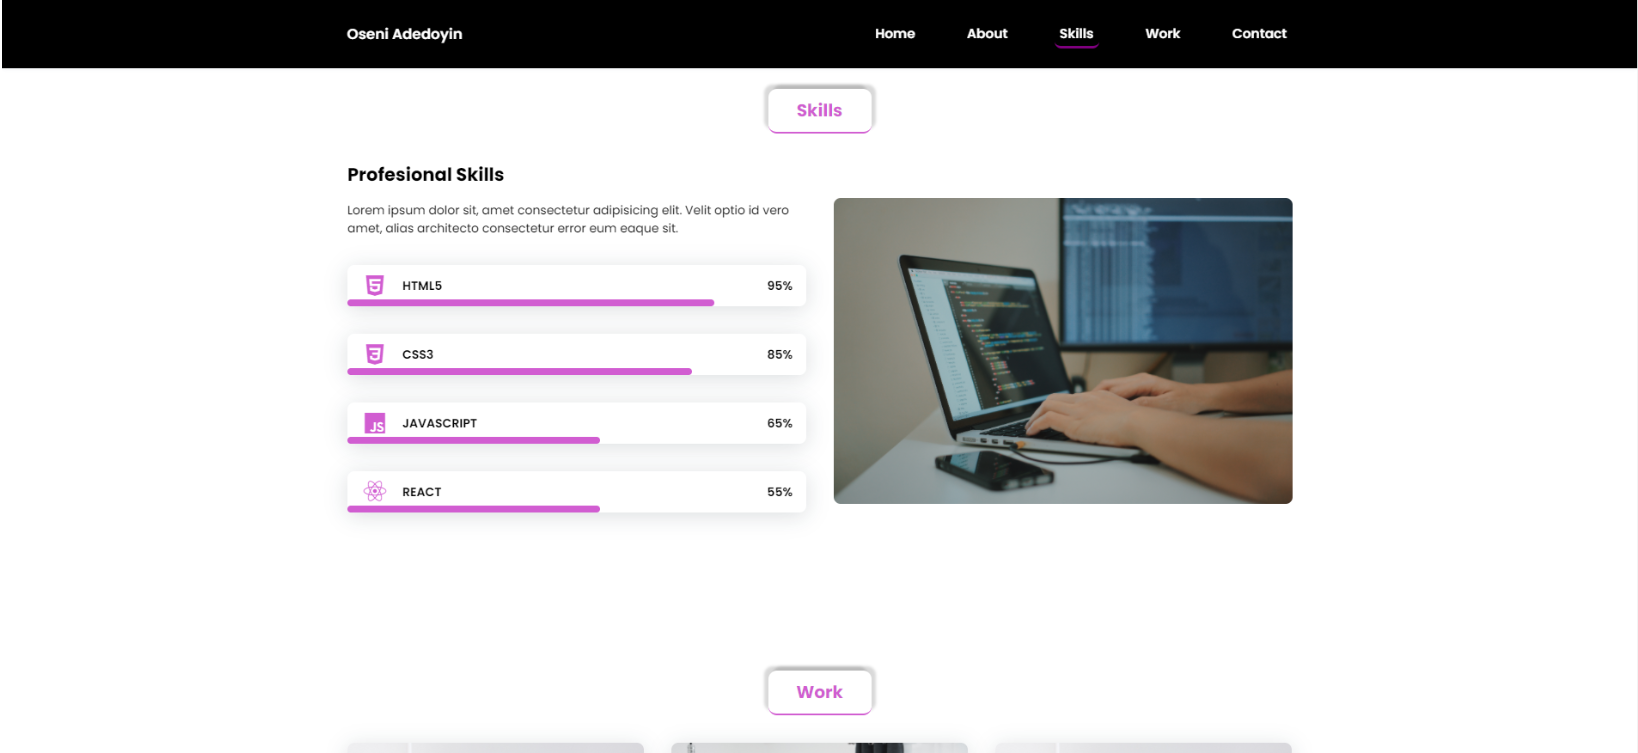 Oseni Adedoyin
Home
About
Skills
Work
Contact
Skills
Profesional Skills
Lorem ipsum dolor sit, amet consectetur adipisicing elit. Velit optio id vero
amet, alias architecto consectetur error eum eaque sit.
HTML5 95%
CSS3 85%
JS JAVASCRIPT 65%
REACT 55%
Work